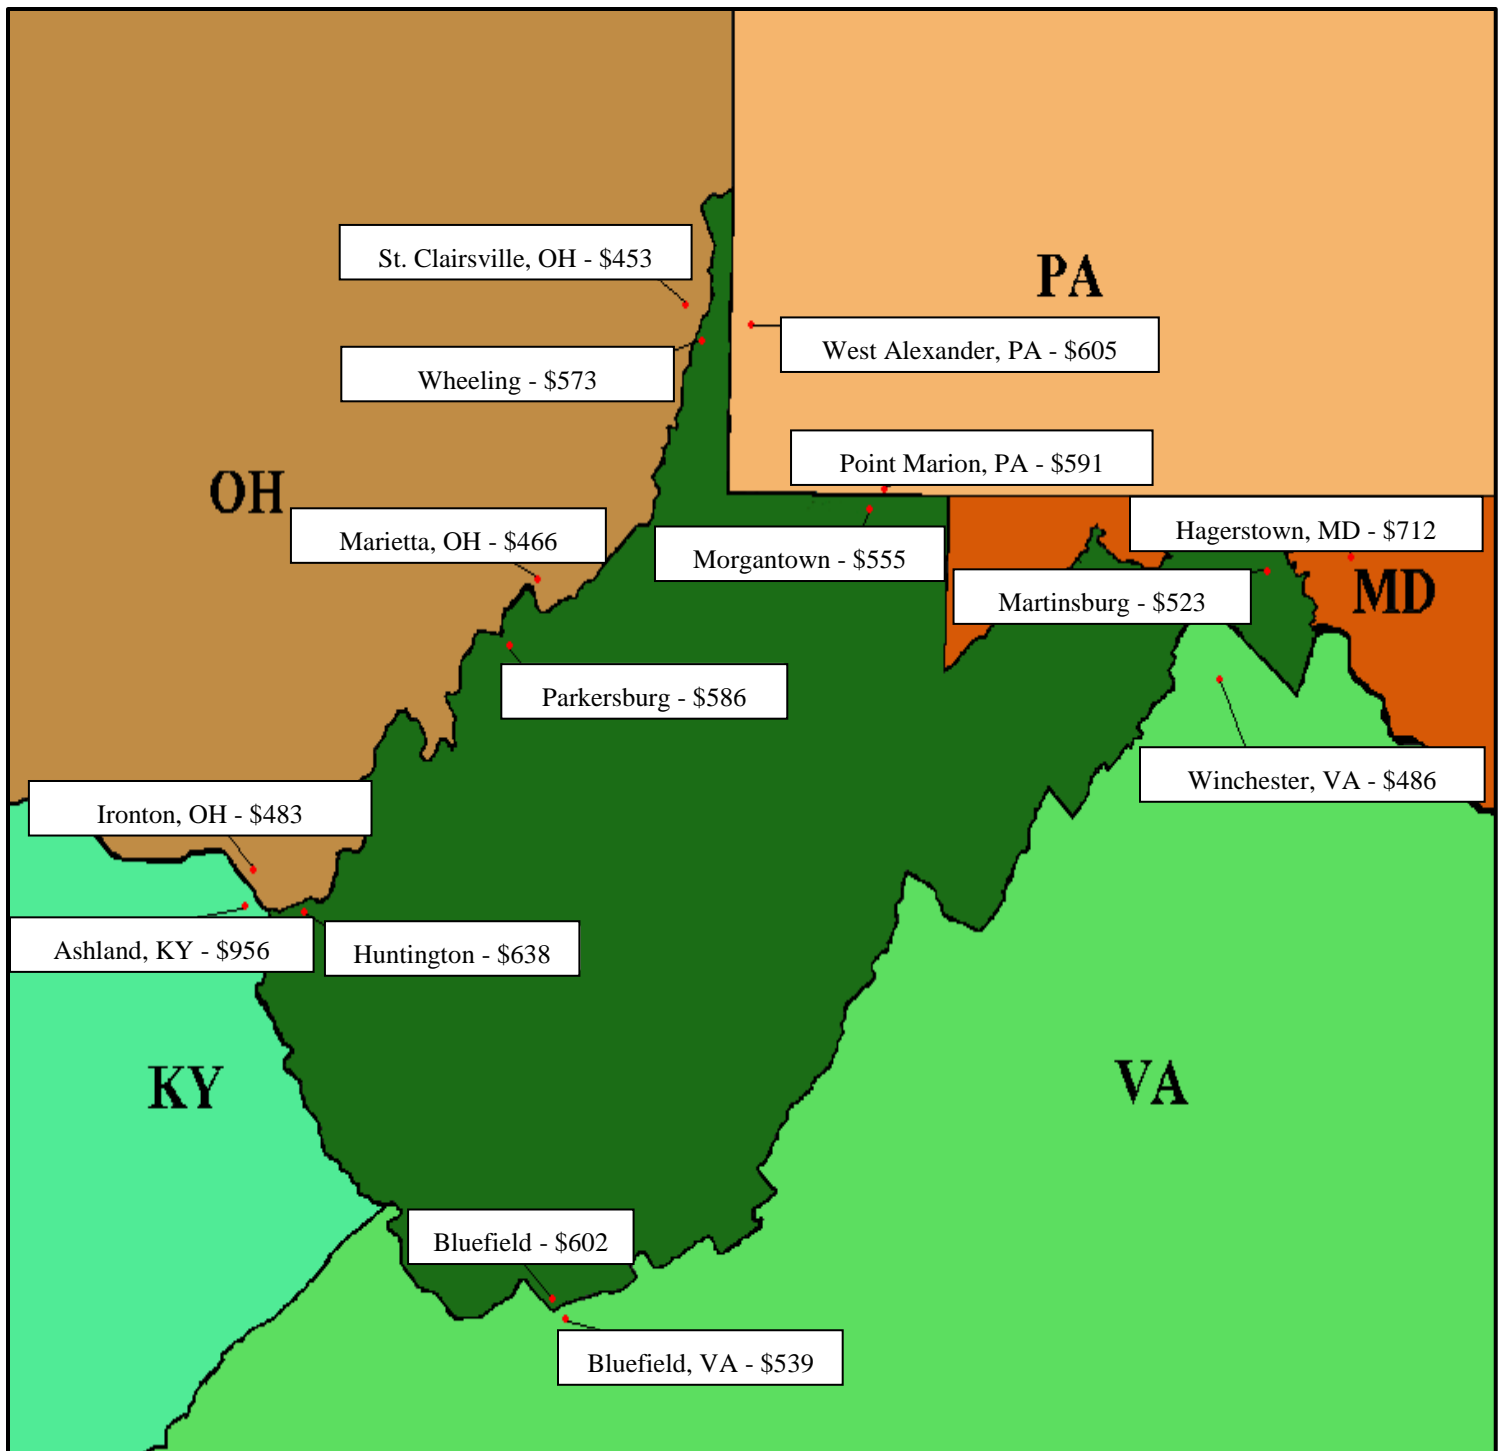 St. Clairsville, OH - $453
PA
West Alexander, PA - $605
Wheeling - $573
Point Marion, PA - $591
OH
Marietta, OH - $466
Morgantown - $555
Hagerstown, MD - $712
Martinsburg - $523
MD
Parkersburg - $586
Winchester, VA - $486
Ironton, OH - $483
Ashland, KY - $956
Huntington - $638
KY
VA
Bluefield - $602
Bluefield, VA - $539